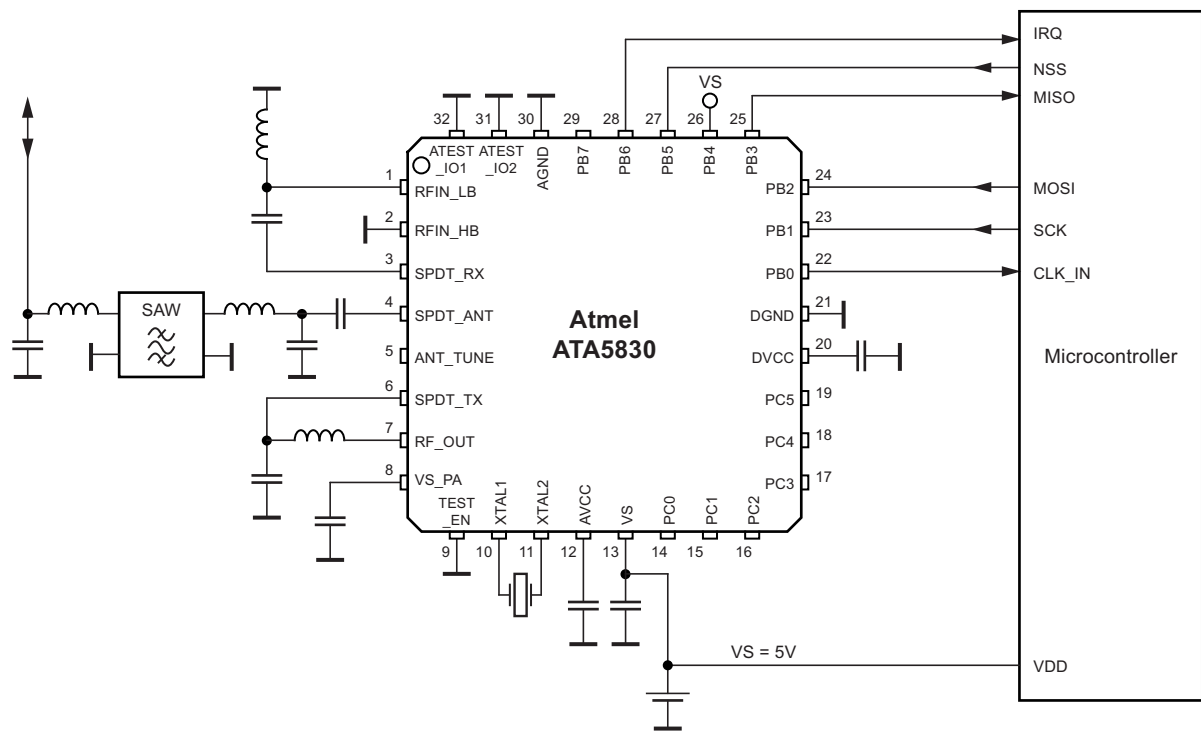 IRQ
NSS
MISO
MOSI
SCK
CLK_IN
Microcontroller
VDD
VS
32
31
30
29
28
27
26
25
ATEST
_IO1
ATEST
_IO2
AGND
PB7
PB6
PB5
PB4
PB3
1
RFIN_LB
2
RFIN_HB
3
SPDT_RX
4
SPDT_ANT
5
ANT_TUNE
6
SPDT_TX
7
RF_OUT
8
VS_PA
SAW
Atmel
ATA5830
PB2
24
PB1
23
PB0
22
DGND
21
DVCC
20
PC5
19
PC4
18
PC3
17
TEST
_EN
XTAL1
XTAL2
AVCC
VS
PC0
PC1
PC2
9
10
11
12
13
14
15
16
VS = 5V